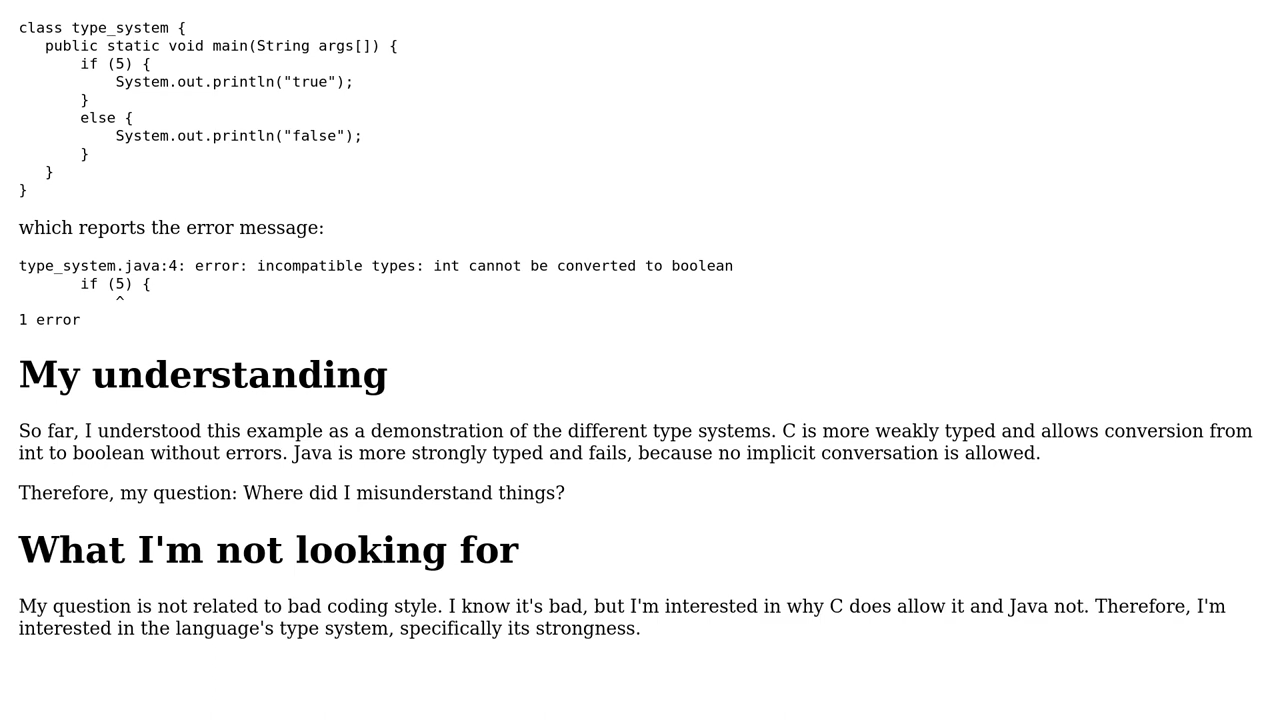 class type_system {
   public static void main(String args[]) {
       if (5) {
           System.out.println("true");
       }
       else {
           System.out.println("false");
       }
   }
}
which reports the error message:
type_system.java:4: error: incompatible types: int cannot be converted to boolean
       if (5) {
           ^
1 error
My understanding
So far, I understood this example as a demonstration of the different type systems. C is more weakly typed and allows conversion from
int to boolean without errors. Java is more strongly typed and fails, because no implicit conversation is allowed.
Therefore, my question: Where did I misunderstand things?
What I'm not looking for
My question is not related to bad coding style. I know it's bad, but I'm interested in why C does allow it and Java not. Therefore, I'm
interested in the language's type system, specifically its strongness.